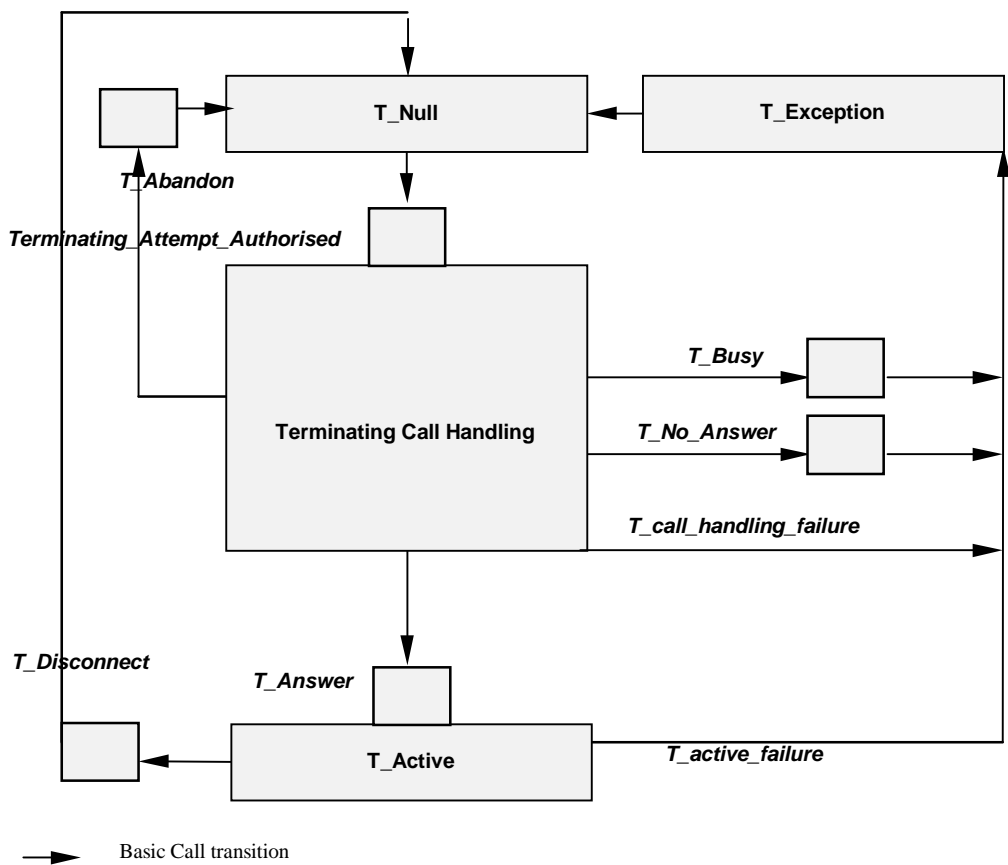 T_Null
T_Exception
T_Abandon
Terminating_Attempt_Authorised
T_Busy
Terminating Call Handling
T_No_Answer
T_call_handling_failure
T_Disconnect
T_Answer
T_Active
T_active_failure
Basic Call transition